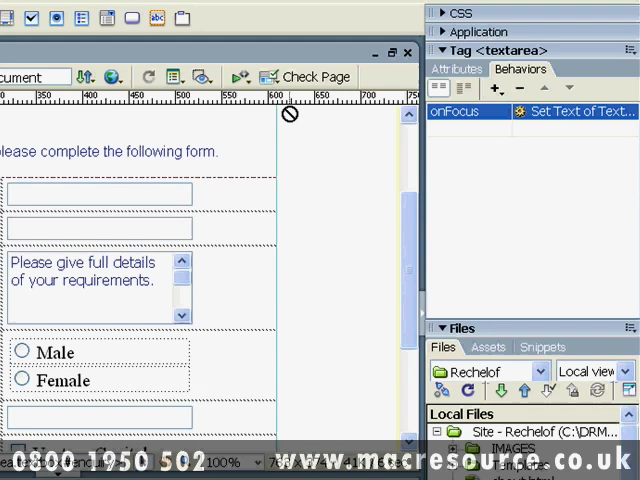 CSS
Application
Tag <textarea>
cument
Check Page
Attributes Behaviors
350 400 450 500 550 600 650 700
onFocus Set Text of Text...
lease complete the following form.
Please give full details
of your requirements.
Male
Female
Files
Files Assets Snippets
Rechelof Local view
Local Files
Site - Rechelof (C:\DRM...
IMAGES
Templates
100%
0800 1950 502 www.macresource.co.uk